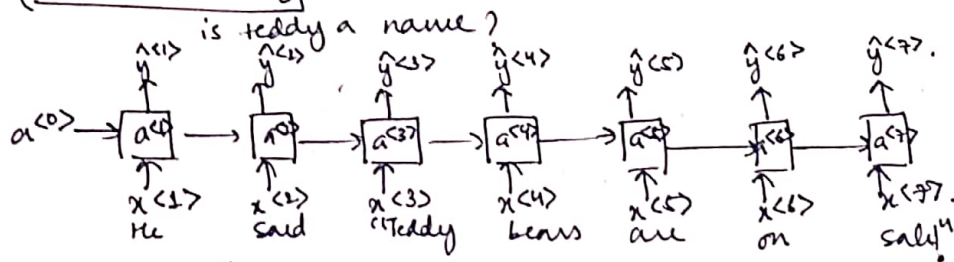 is teddy a name?
ŷ<1> ŷ<2> ŷ<3> ŷ<4> ŷ<5> ŷ<6> ŷ<7>.
a<0> a<1> a<2> a<3> a<4> a<5> a<6> a<7>
x<1> x<2> x<3> x<4> x<5> x<6> x<7>.
He said "Teddy bears are on sale!"